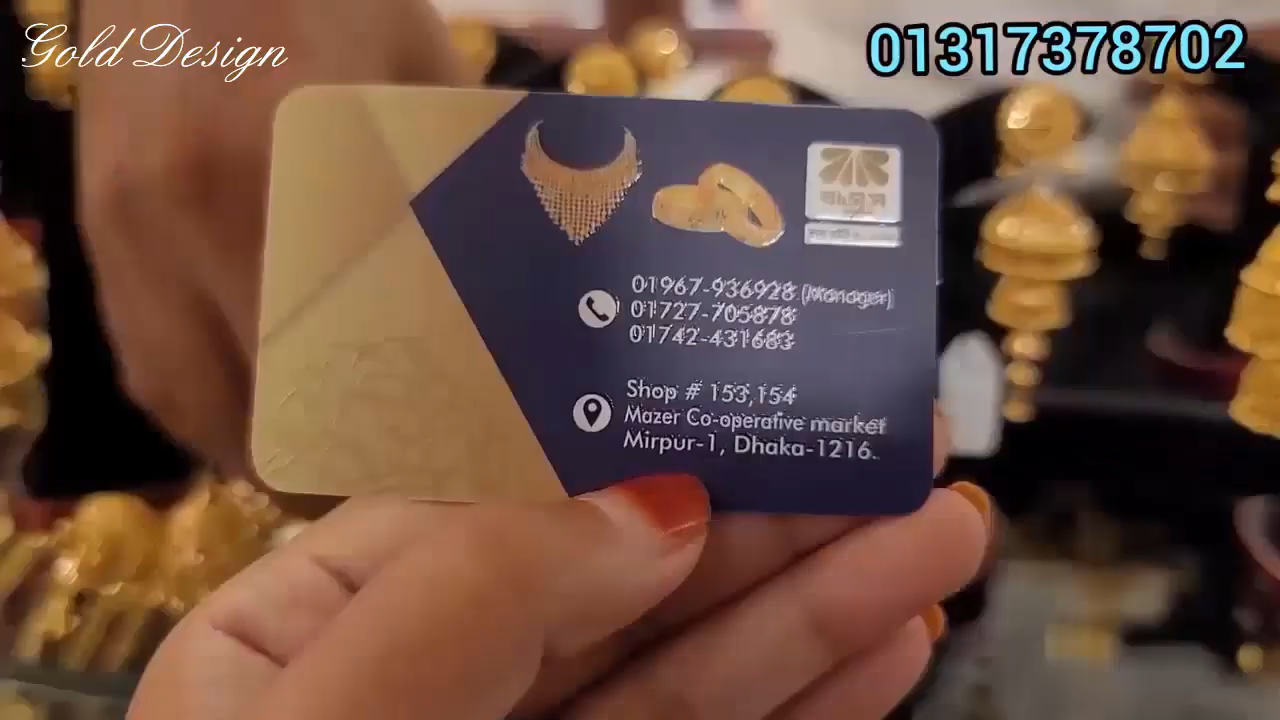 Gold Design
01317378702
01967-936928 (Manager)
01727-705878
01742-431683
Shop # 153,154
Mazer Co-operative market
Mirpur-1, Dhaka-1216.